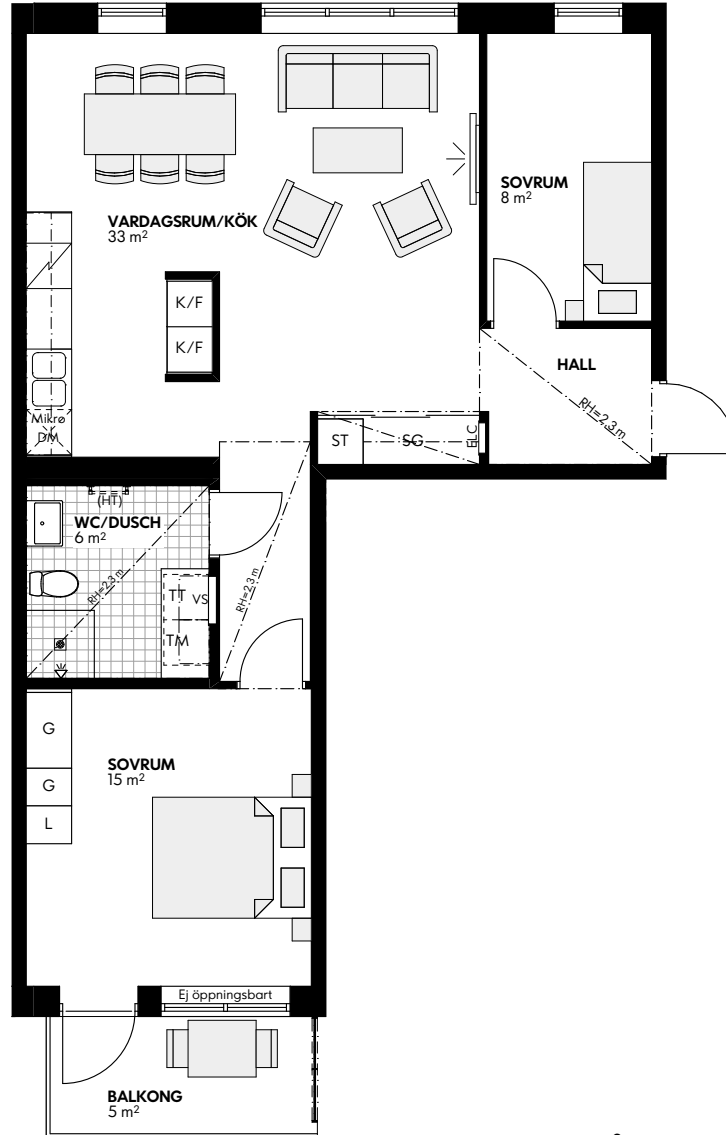 SOVRUM
8 m²
VARDAGSRUM/KÖK
33 m²
K/F
K/F
HALL
RH=2,3 m
Mikro
DM
ST
SG
ELC
(HT)
WC/DUSCH
6 m²
RH=2,3 m
RH=2,3 m
TT
VS
TM
G
G
L
SOVRUM
15 m²
Ej öppningsbart
BALKONG
5 m²